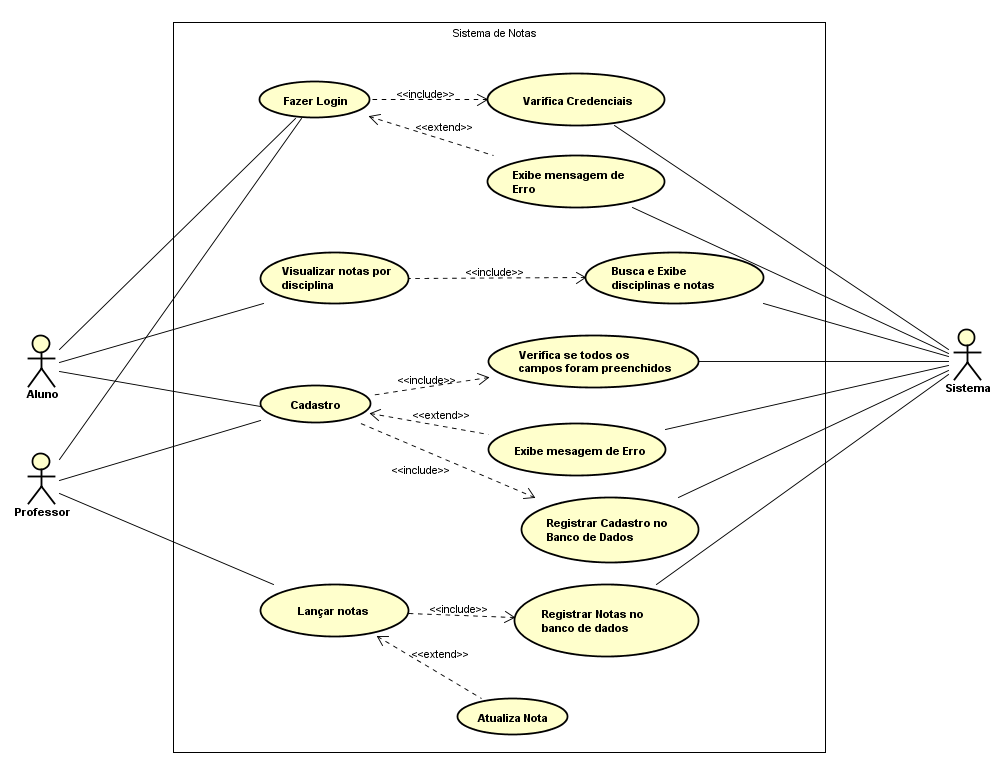 Sistema de Notas
Fazer Login
<<include>>
Varifica Credenciais
<<extend>>
Exibe mensagem de
Erro
Visualizar notas por
disciplina
<<include>>
Busca e Exibe
disciplinas e notas
Verifica se todos os
campos foram preenchidos
<<include>>
Aluno
Sistema
Cadastro
<<extend>>
Exibe mesagem de Erro
<<include>>
Professor
Registrar Cadastro no
Banco de Dados
Lançar notas
<<include>>
Registrar Notas no
banco de dados
<<extend>>
Atualiza Nota